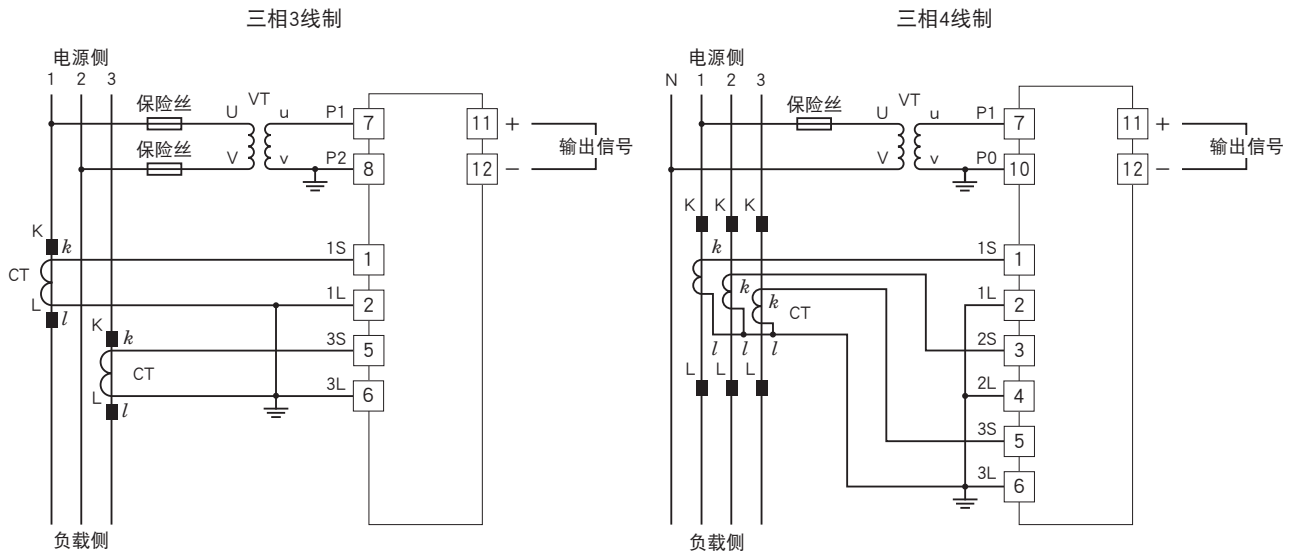 三相3线制
电源侧
1 2 3
保险丝
保险丝
U VT u P1
V v P2
7
8
11 +
12 −
输出信号
K k
CT
L l
1S 1
1L 2
K k
CT
L l
3S 5
3L 6
负载侧
三相4线制
电源侧
N 1 2 3
保险丝
U VT u P1
V v P0
7
10
11 +
12 −
输出信号
K K K
k
k
k CT
l l l
L L L
1S 1
1L 2
2S 3
2L 4
3S 5
3L 6
负载侧